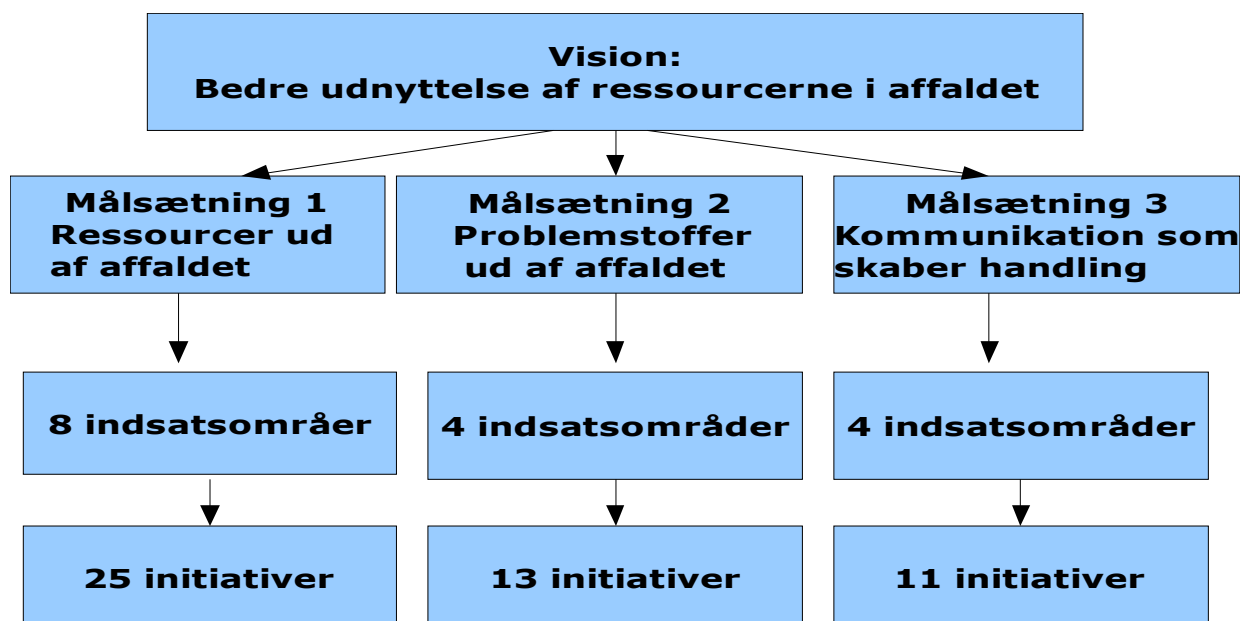 Vision:
Bedre udnyttelse af ressourcerne i affaldet
Målsætning 1
Ressourcer ud
af affaldet
Målsætning 2
Problemstoffer
ud af affaldet
Målsætning 3
Kommunikation som
skaber handling
8 indsatsområer
4 indsatsområder
4 indsatsområder
25 initiativer
13 initiativer
11 initiativer